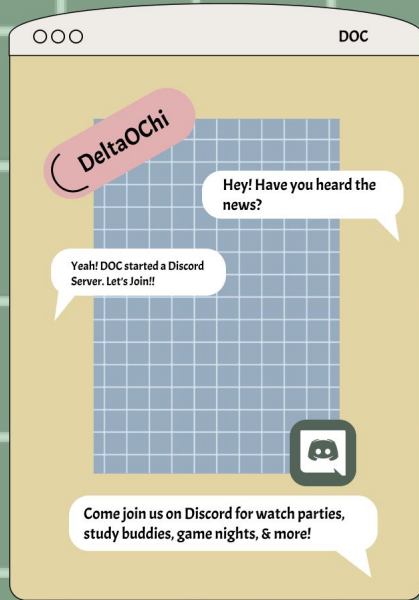 DOC
DeltaOChi
Hey! Have you heard the
news?
Yeah! DOC started a Discord
Server. Let's Join!!
Come join us on Discord for watch parties,
study buddies, game nights, & more!